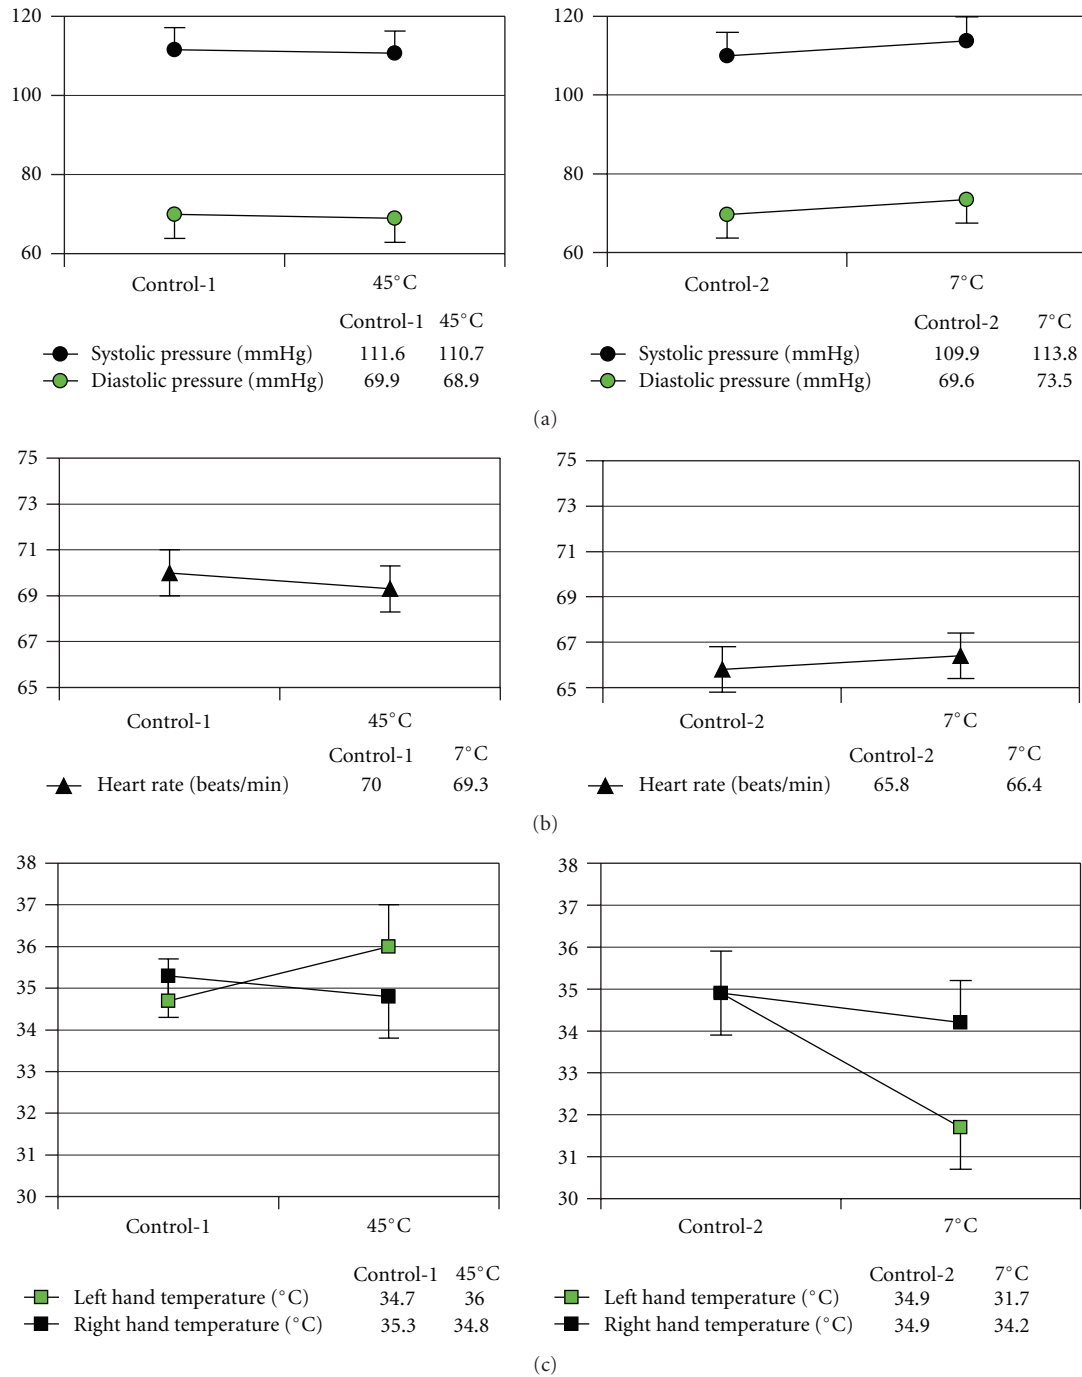 120
100
80
60
Control-1 45°C
Control-1 45°C
Systolic pressure (mmHg) 111.6 110.7
Diastolic pressure (mmHg) 69.9 68.9
120
100
80
60
Control-2 7°C
Control-2 7°C
Systolic pressure (mmHg) 109.9 113.8
Diastolic pressure (mmHg) 69.6 73.5
(a)
75
73
71
69
67
65
Control-1 45°C
Control-1 7°C
Heart rate (beats/min) 70 69.3
75
73
71
69
67
65
Control-2 7°C
Control-2 7°C
Heart rate (beats/min) 65.8 66.4
(b)
38
37
36
35
34
33
32
31
30
Control-1 45°C
Control-1 45°C
Left hand temperature (°C) 34.7 36
Right hand temperature (°C) 35.3 34.8
38
37
36
35
34
33
32
31
30
Control-2 7°C
Control-2 7°C
Left hand temperature (°C) 34.9 31.7
Right hand temperature (°C) 34.9 34.2
(c)